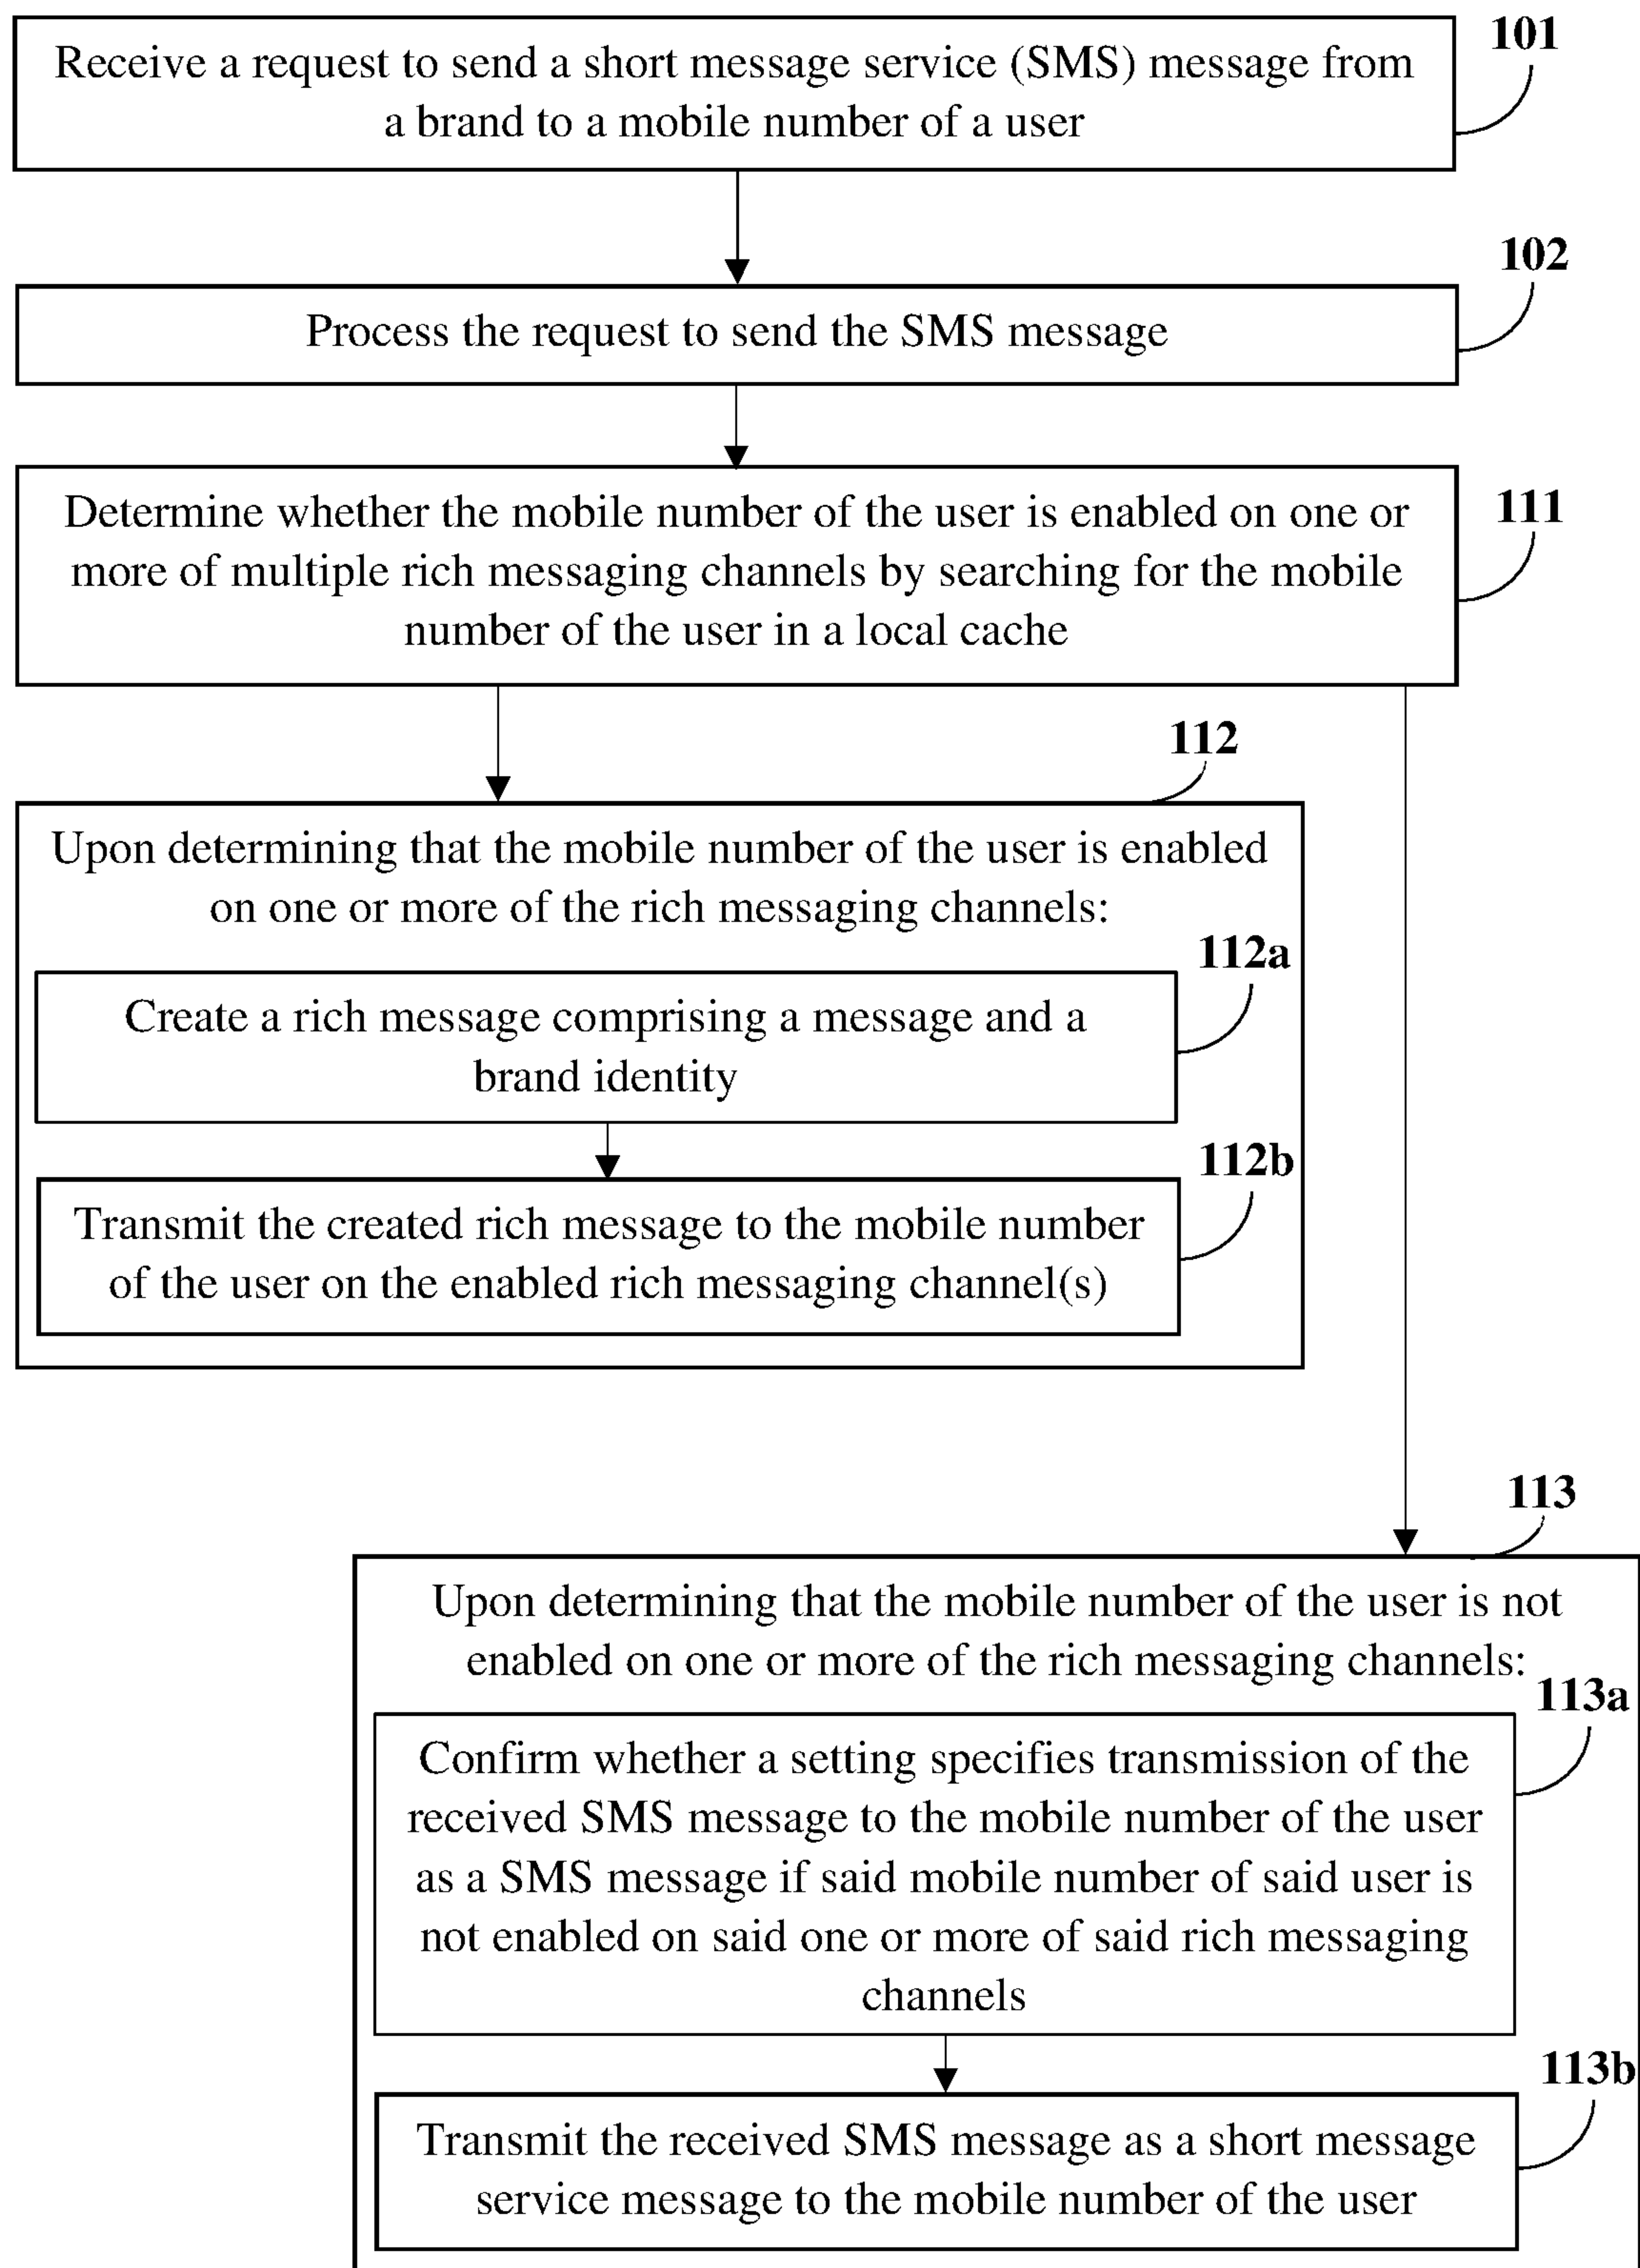 101
Receive a request to send a short message service (SMS) message from
a brand to a mobile number of a user
102
Process the request to send the SMS message
111
Determine whether the mobile number of the user is enabled on one or
more of multiple rich messaging channels by searching for the mobile
number of the user in a local cache
112
Upon determining that the mobile number of the user is enabled
on one or more of the rich messaging channels:
112a
Create a rich message comprising a message and a
brand identity
112b
Transmit the created rich message to the mobile number
of the user on the enabled rich messaging channel(s)
113
Upon determining that the mobile number of the user is not
enabled on one or more of the rich messaging channels:
113a
Confirm whether a setting specifies transmission of the
received SMS message to the mobile number of the user
as a SMS message if said mobile number of said user is
not enabled on said one or more of said rich messaging
channels
113b
Transmit the received SMS message as a short message
service message to the mobile number of the user